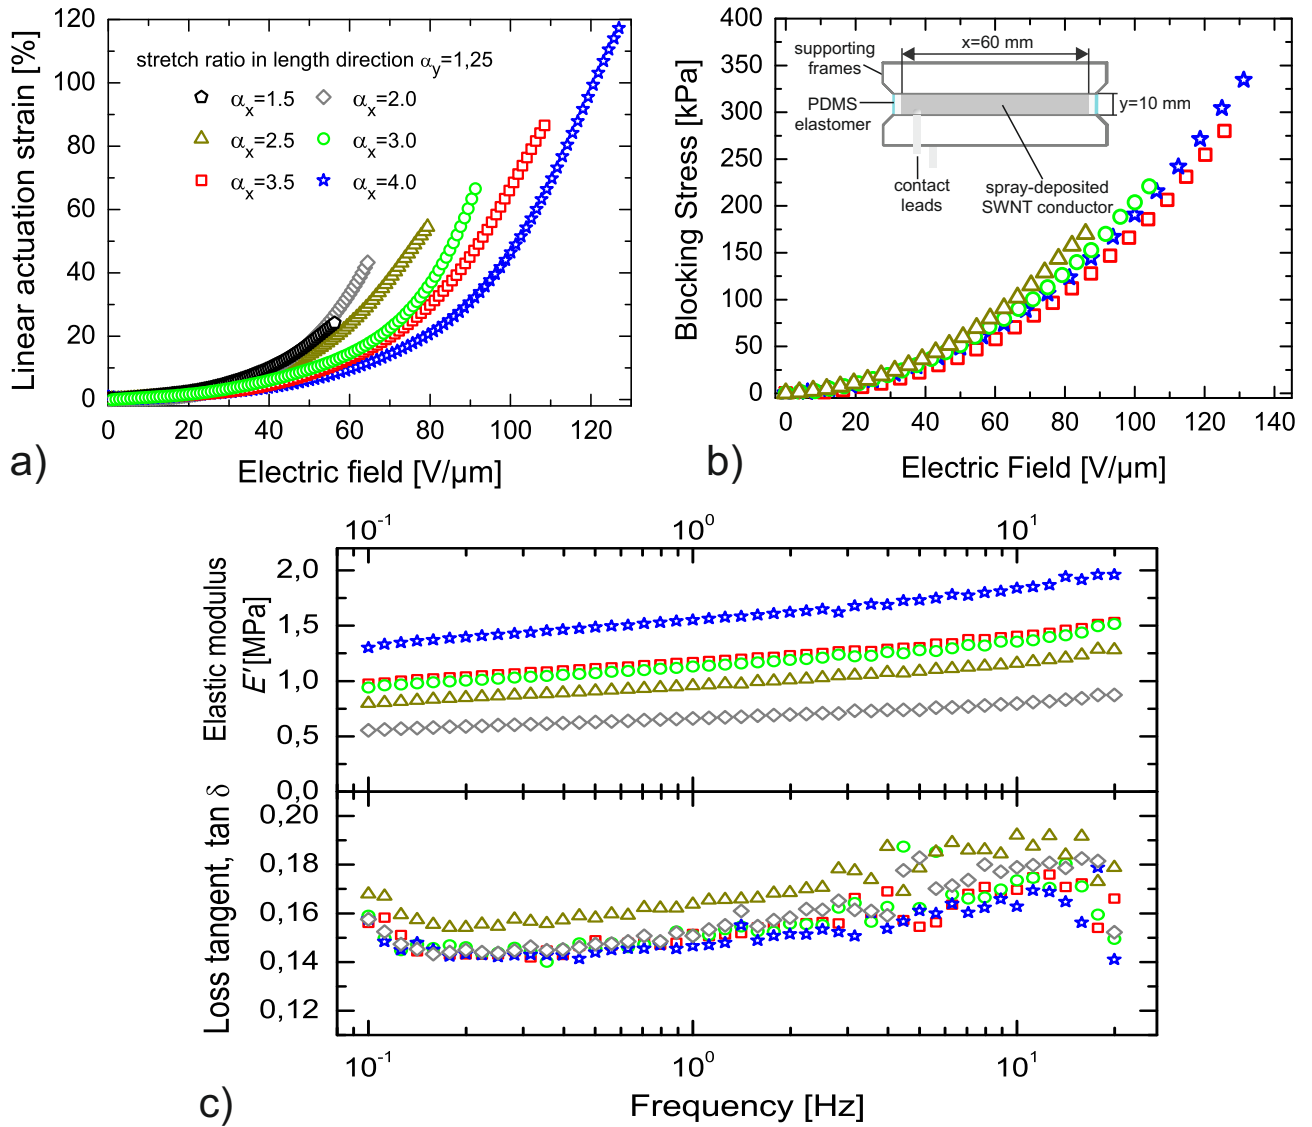 120
100
80
60
40
20
0
Linear actuation strain [%]
stretch ratio in length direction αy=1,25
αx=1.5
αx=2.0
αx=2.5
αx=3.0
αx=3.5
αx=4.0
0 20 40 60 80 100 120
Electric field [V/µm]
a)
400
350
300
250
200
150
100
50
0
Blocking Stress [kPa]
x=60 mm
supporting
frames
PDMS
elastomer
y=10 mm
contact
leads
spray-deposited
SWNT conductor
0 20 40 60 80 100 120 140
Electric Field [V/µm]
b)
10⁻¹ 10⁰ 10¹
2,0
1,5
1,0
0,5
0,0
Elastic modulus
E' [MPa]
0,20
0,18
0,16
0,14
0,12
Loss tangent, tan δ
10⁻¹ 10⁰ 10¹
Frequency [Hz]
c)